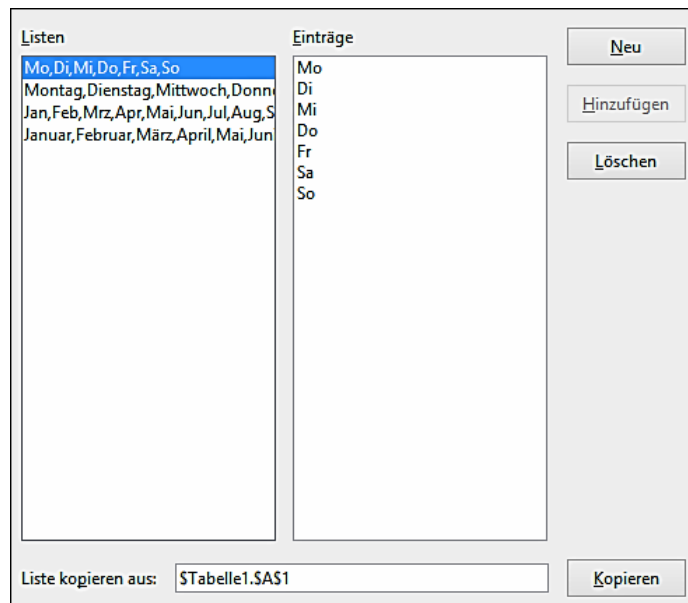 Listen
Einträge
Neu
Mo,Di,Mi,Do,Fr,Sa,So
Montag,Dienstag,Mittwoch,Donne
Jan,Feb,Mrz,Apr,Mai,Jun,Jul,Aug,S
Januar,Februar,März,April,Mai,Jun
Mo
Di
Mi
Do
Fr
Sa
So
Hinzufügen
Löschen
Liste kopieren aus:
$Tabelle1.$A$1
Kopieren